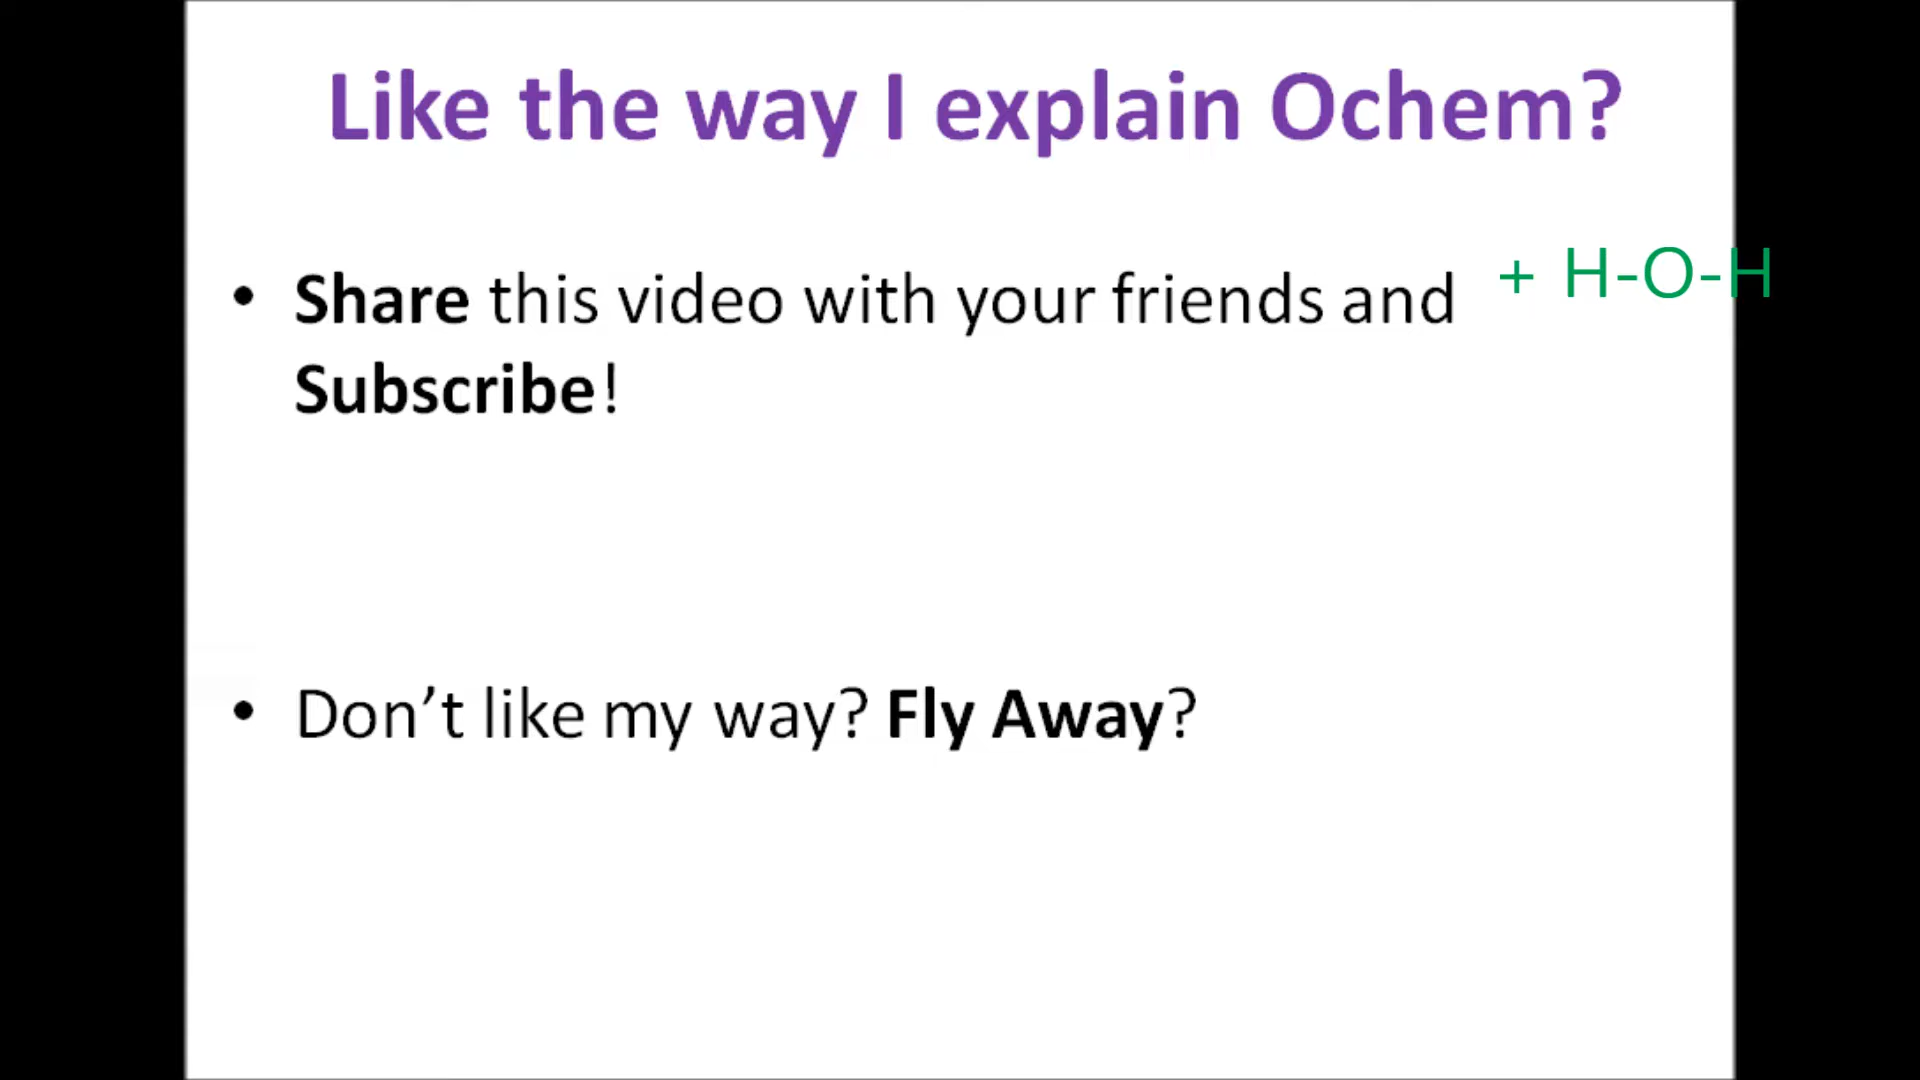 Like the way I explain Ochem?
• Share this video with your friends and
+ H-O-H
Subscribe!
• Don’t like my way? Fly Away?